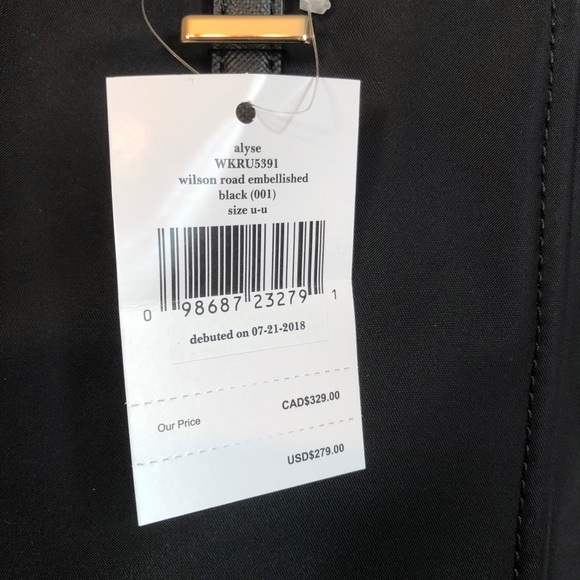 alyse
WKRU5391
wilson road embellished
black (001)
size u-u
0 98687 23279 1
debuted on 07-21-2018
Our Price CAD$329.00
USD$279.00